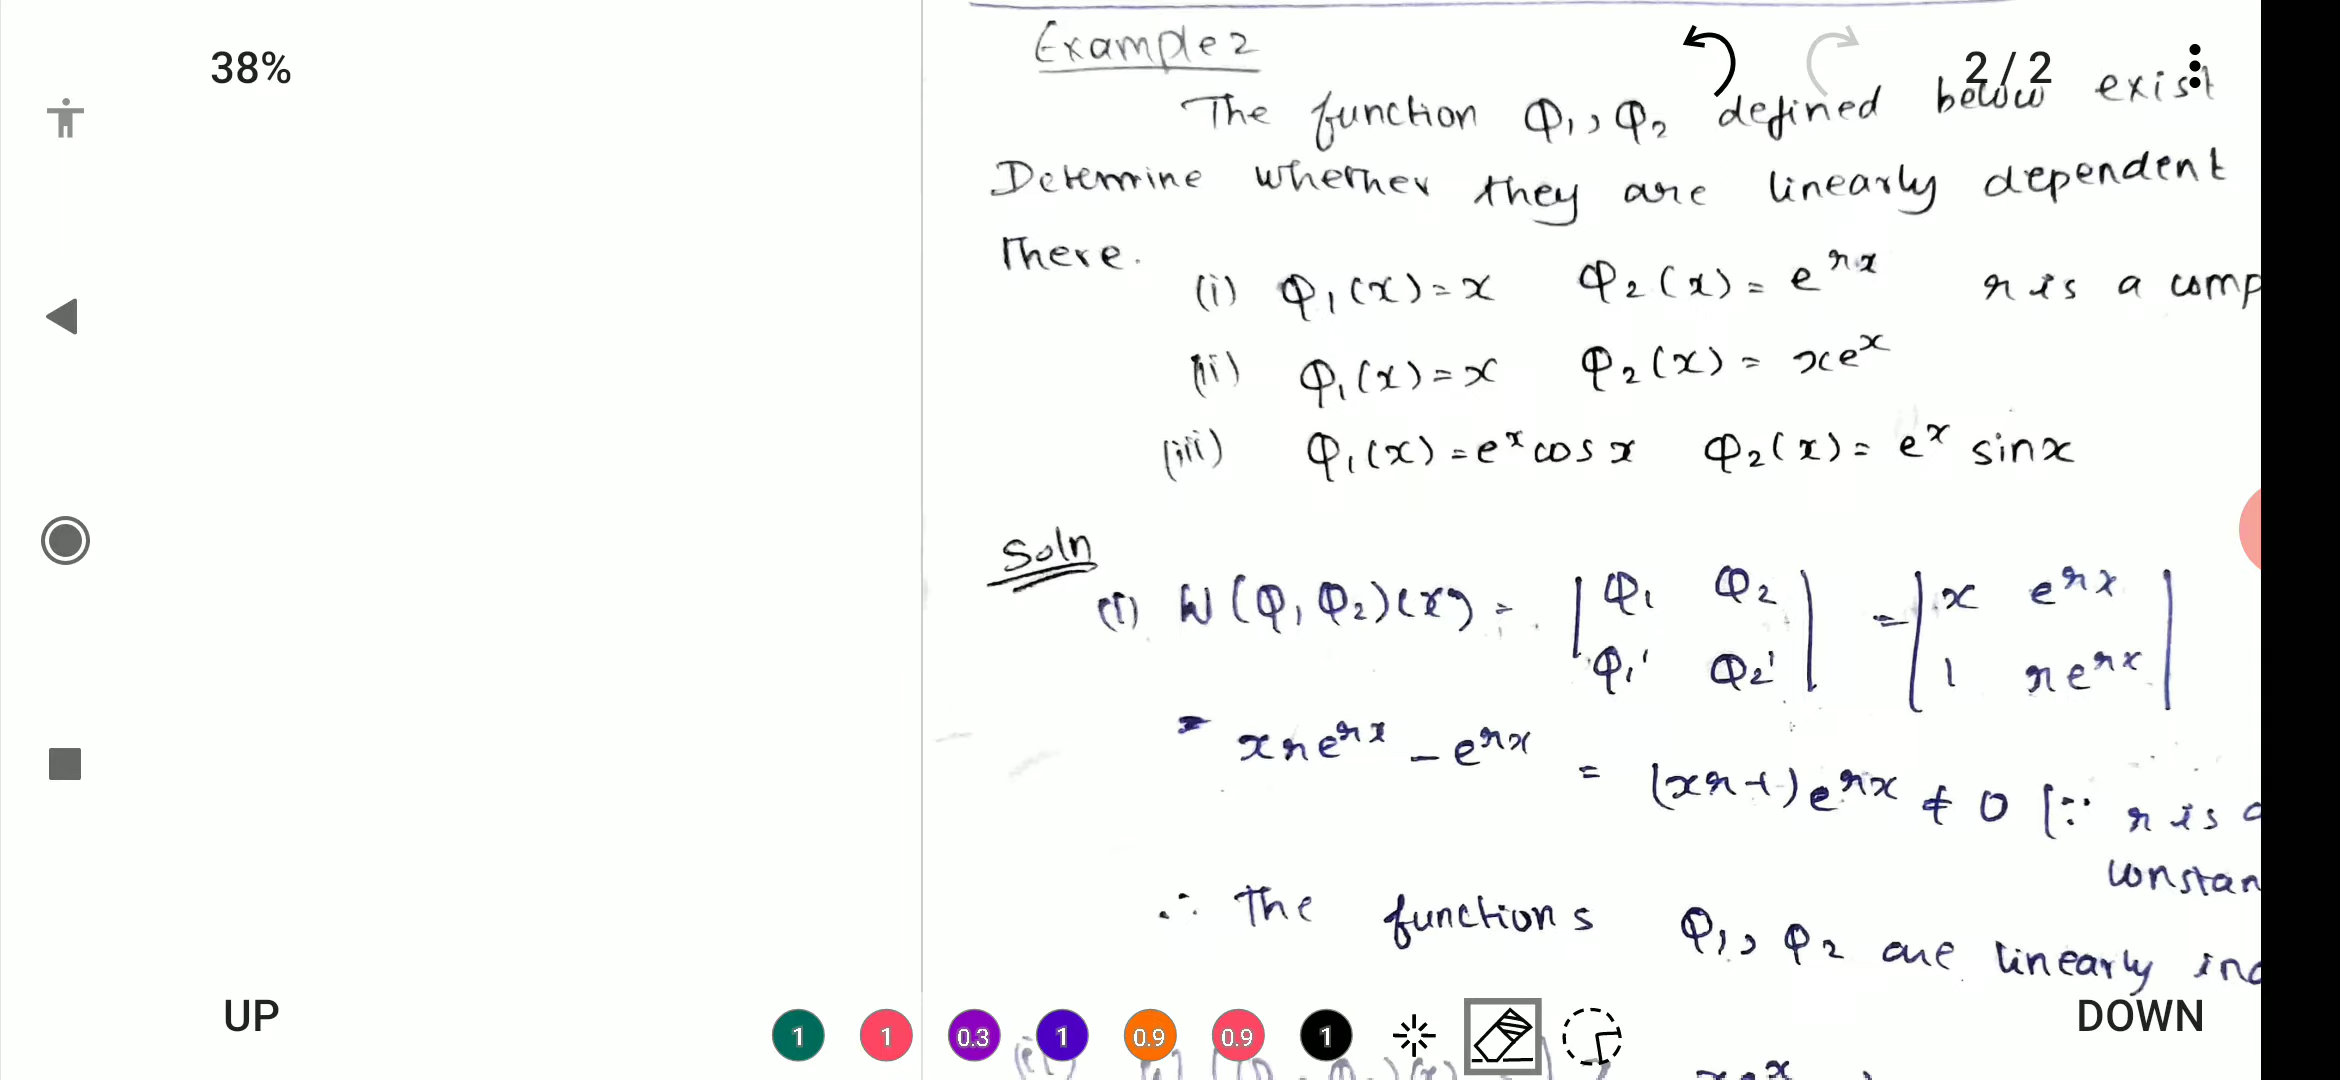 38%
Example 2
2/2
The function φ₁, φ₂ defined below exist
Determine whether they are linearly dependent
There.
(i) φ₁(x) = x φ₂(x) = e^{rx} r is a comp
(ii) φ₁(x) = x φ₂(x) = xe^x
(iii) φ₁(x) = e^x cos x φ₂(x) = e^x sinx
Soln
(i) W(φ₁ φ₂)(x) = |φ₁ φ₂; φ₁' φ₂'| = |x e^{rx}; 1 re^{rx}|
= xre^{rx} - e^{rx} = (xr-1)e^{rx} ≠ 0 [∵ r is a
constan
∴ The functions φ₁, φ₂ are linearly ind
UP
DOWN
1 1 0.3 1 0.9 0.9 1